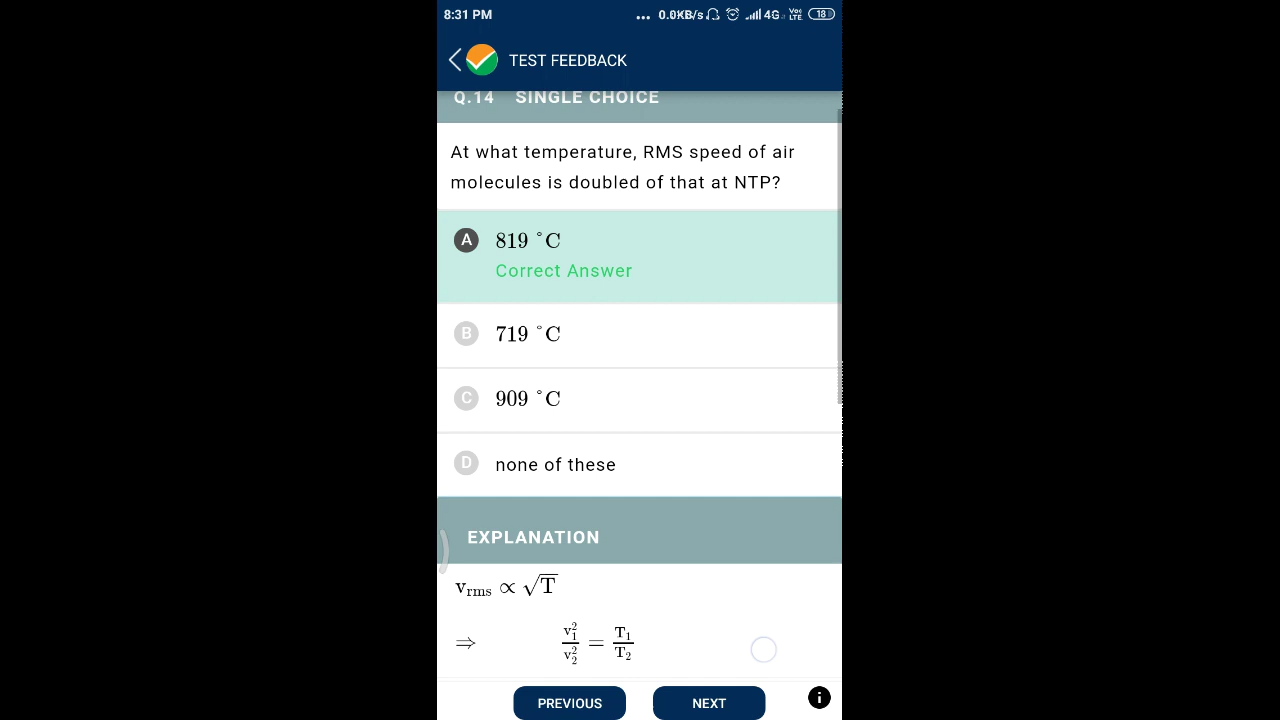 8:31 PM ... 0.0KB/s 4G Vo LTE 18
TEST FEEDBACK
Q.14 SINGLE CHOICE
At what temperature, RMS speed of air
molecules is doubled of that at NTP?
A 819 °C
Correct Answer
B 719 °C
C 909 °C
D none of these
EXPLANATION
v_rms ∝ √T
⇒ v₁²/v₂² = T₁/T₂
PREVIOUS NEXT i